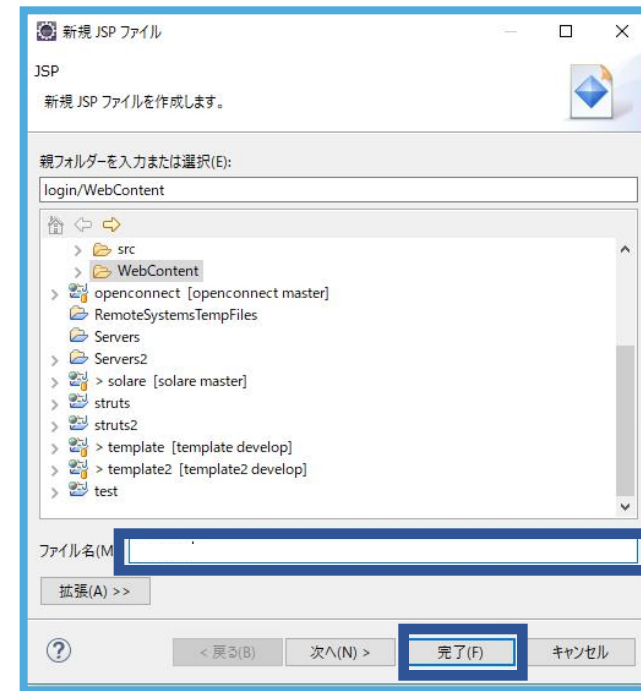 新規 JSP ファイル
JSP
新規 JSP ファイルを作成します。
親フォルダーを入力または選択(E):
login/WebContent
src
WebContent
openconnect [openconnect master]
RemoteSystemsTempFiles
Servers
Servers2
> solare [solare master]
struts
struts2
> template [template develop]
> template2 [template2 develop]
test
ファイル名(M
拡張(A) >>
? < 戻る(B) 次へ(N) > 完了(F) キャンセル